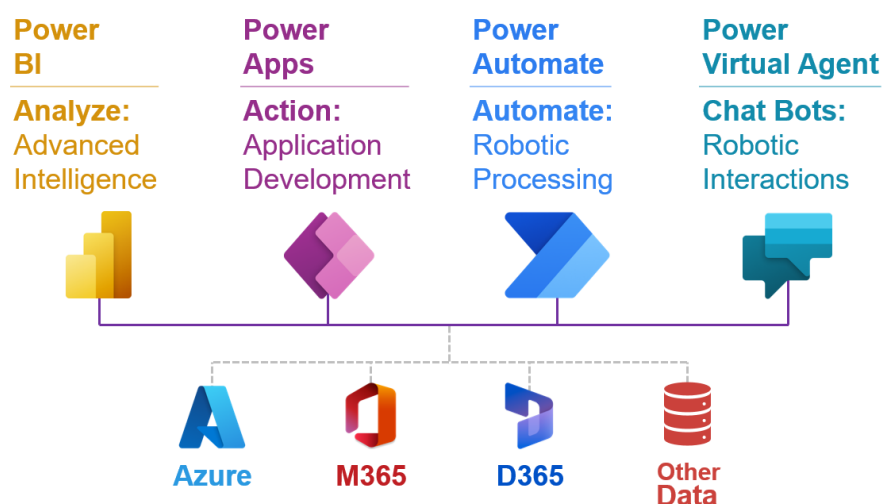 Power
BI
Analyze:
Advanced
Intelligence
Power
Apps
Action:
Application
Development
Power
Automate
Automate:
Robotic
Processing
Power
Virtual Agent
Chat Bots:
Robotic
Interactions
Azure
M365
D365
Other
Data